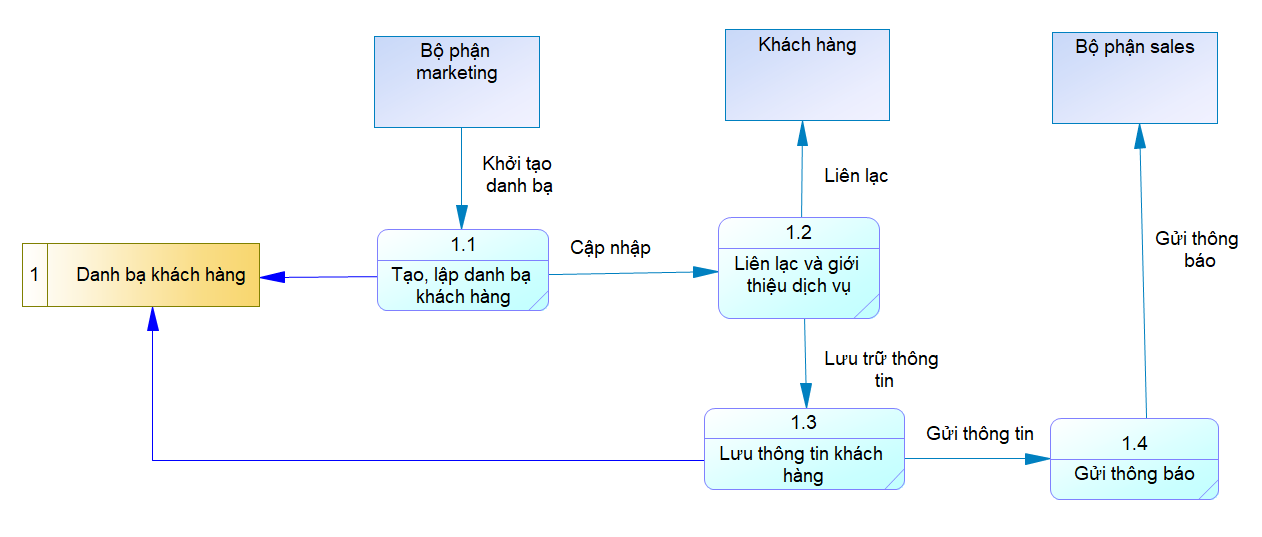 Bộ phận
marketing
Khách hàng
Bộ phận sales
Khởi tạo
danh bạ
Liên lạc
1
Danh bạ khách hàng
1.1
Tạo, lập danh bạ
khách hàng
Cập nhập
1.2
Liên lạc và giới
thiệu dịch vụ
Gửi thông
báo
Lưu trữ thông
tin
1.3
Lưu thông tin khách
hàng
Gửi thông tin
1.4
Gửi thông báo